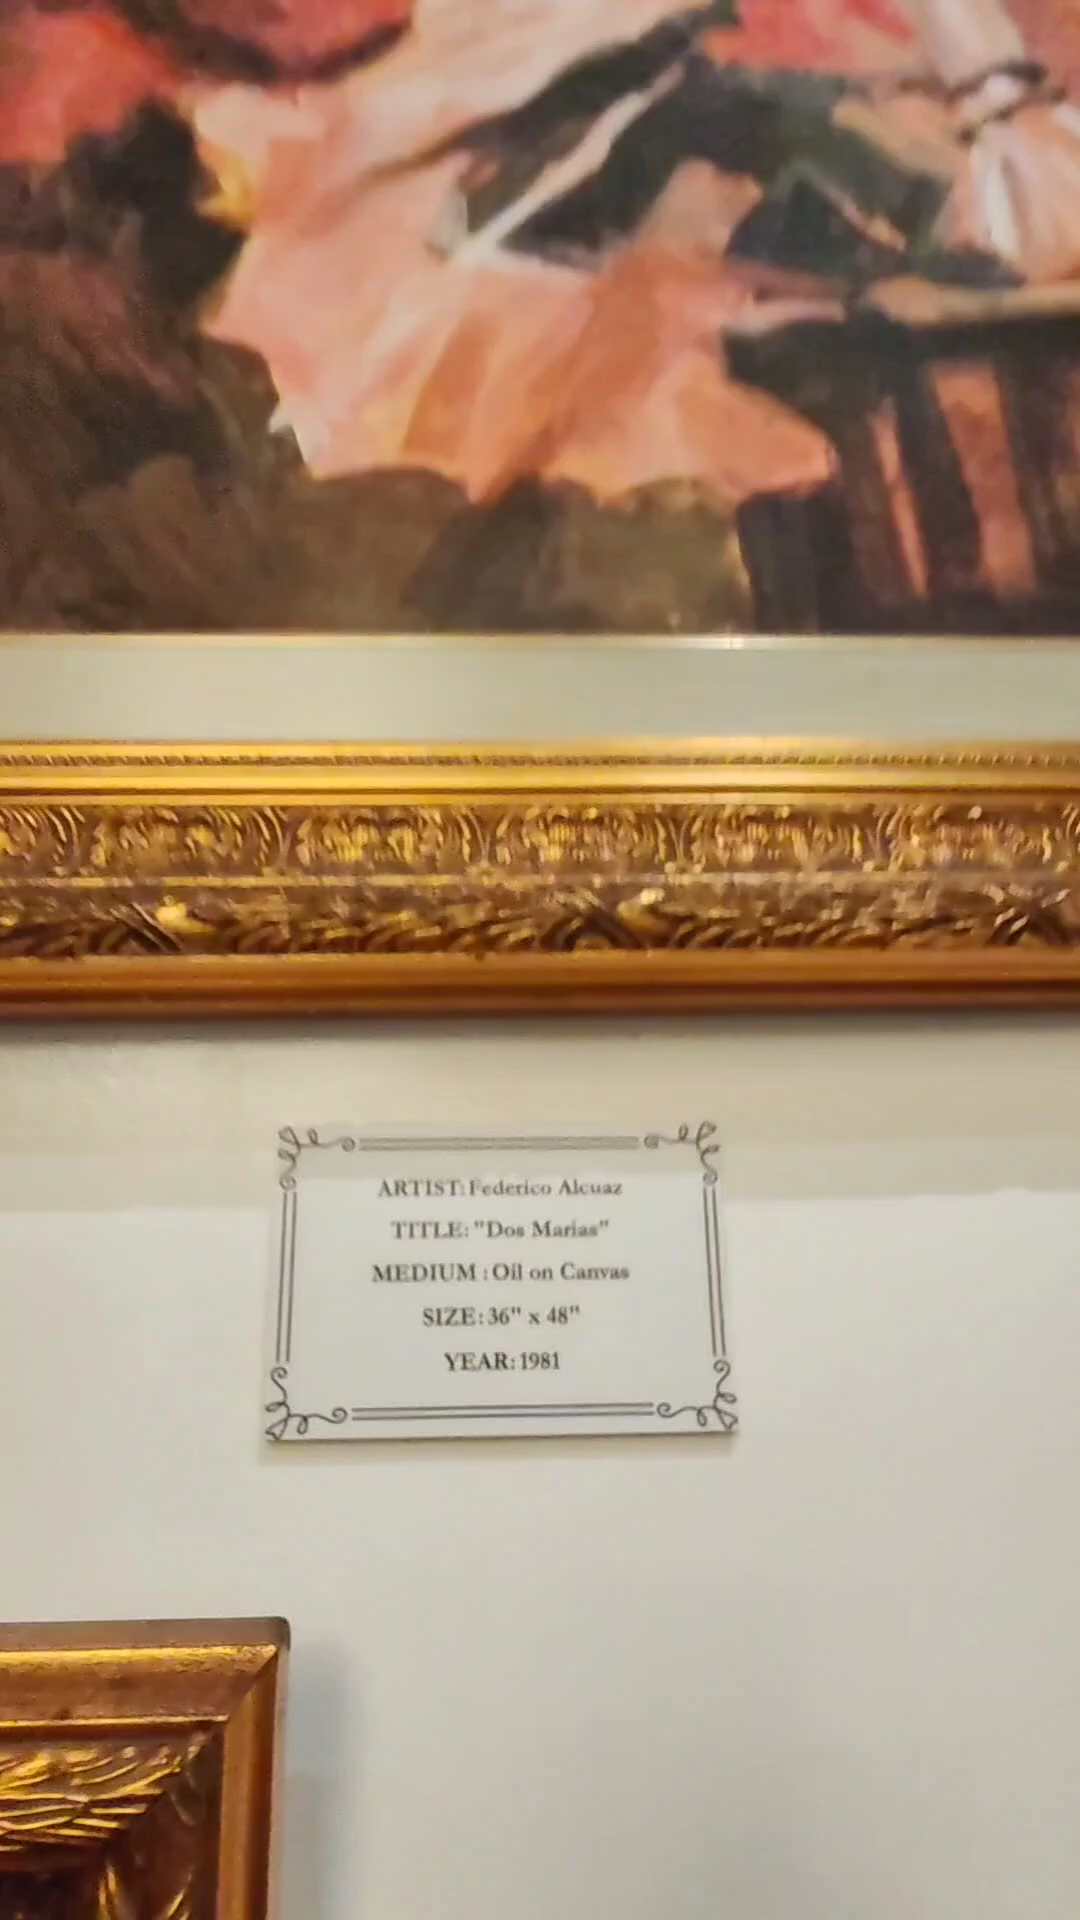 ARTIST: Federico Alcuaz
TITLE: "Dos Marias"
MEDIUM : Oil on Canvas
SIZE: 36" x 48"
YEAR: 1981